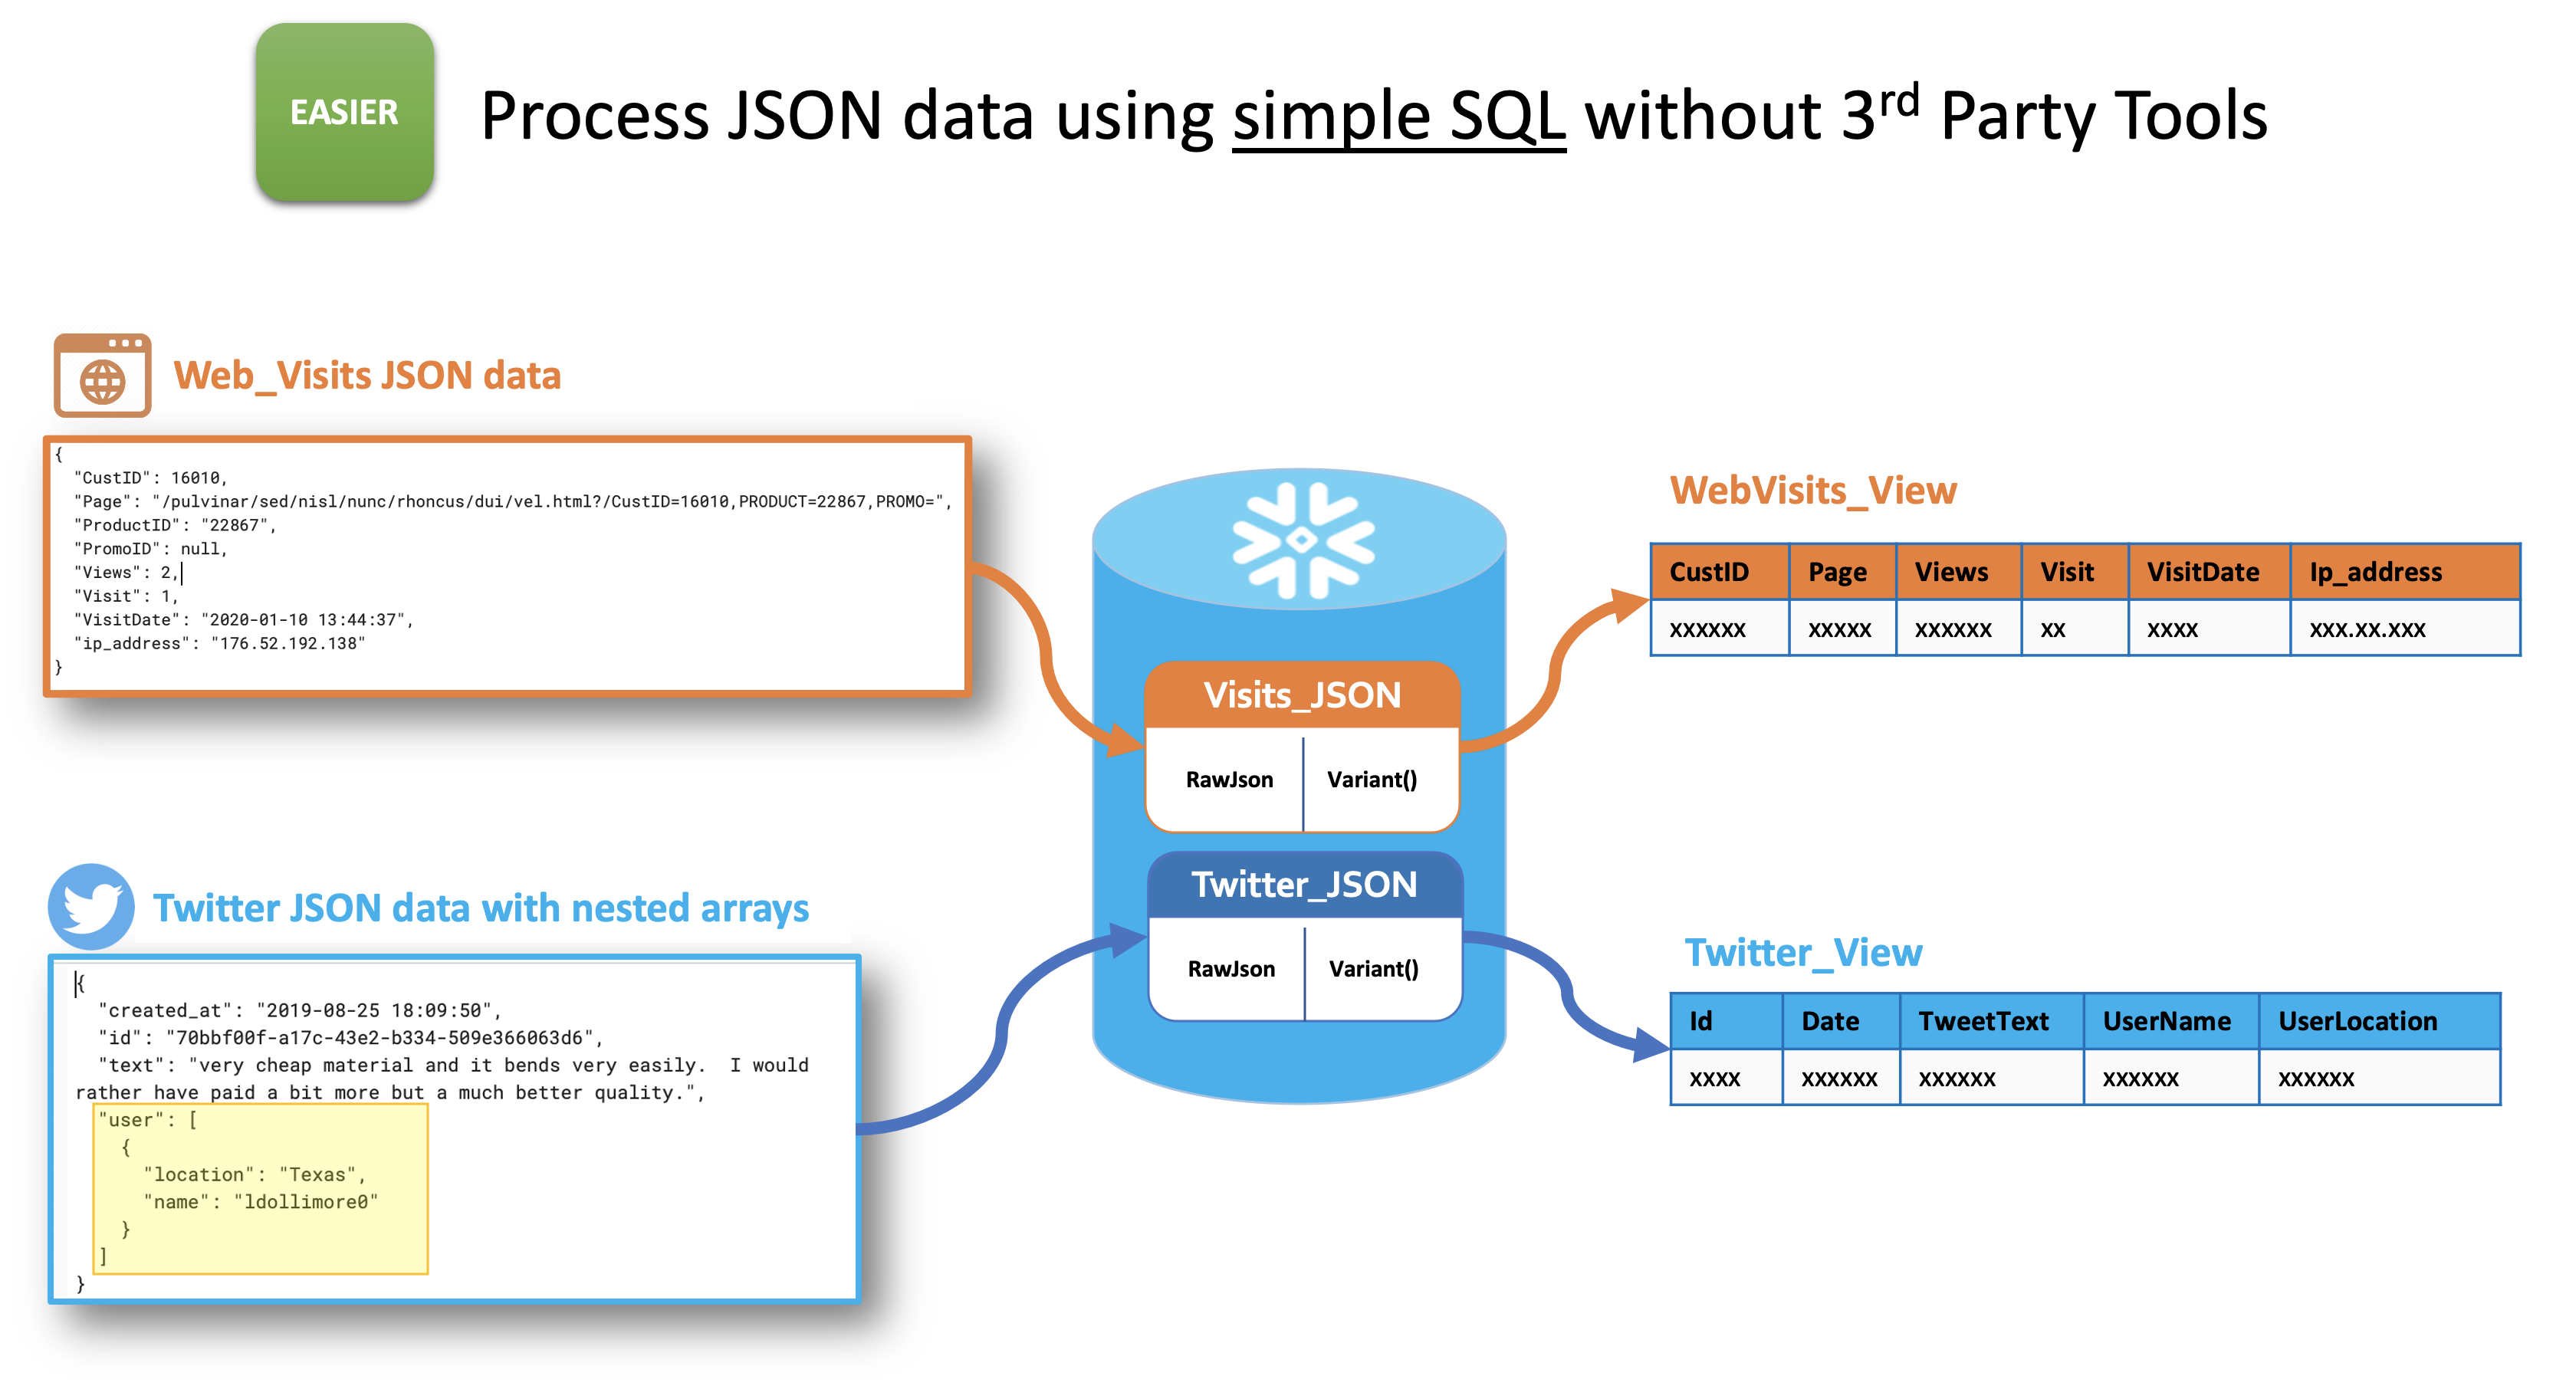 EASIER
Process JSON data using simple SQL without 3rd Party Tools
Web_Visits JSON data
{
"CustID": 16010,
"Page": "/pulvinar/sed/nisl/nunc/rhoncus/dui/vel.html?/CustID=16010,PRODUCT=22867,PROMO=",
"ProductID": "22867",
"PromoID": null,
"Views": 2,
"Visit": 1,
"VisitDate": "2020-01-10 13:44:37",
"ip_address": "176.52.192.138"
}
Visits_JSON
RawJson Variant()
WebVisits_View
CustID Page Views Visit VisitDate Ip_address
XXXXXX XXXXX XXXXXX XX XXXX XXX.XX.XXX
Twitter JSON data with nested arrays
{
"created_at": "2019-08-25 18:09:50",
"id": "70bbf00f-a17c-43e2-b334-509e366063d6",
"text": "very cheap material and it bends very easily.  I would
rather have paid a bit more but a much better quality.",
"user": [
{
"location": "Texas",
"name": "ldollimore0"
}
]
}
Twitter_JSON
RawJson Variant()
Twitter_View
Id Date TweetText UserName UserLocation
XXXX XXXXXX XXXXXX XXXXXX XXXXXX